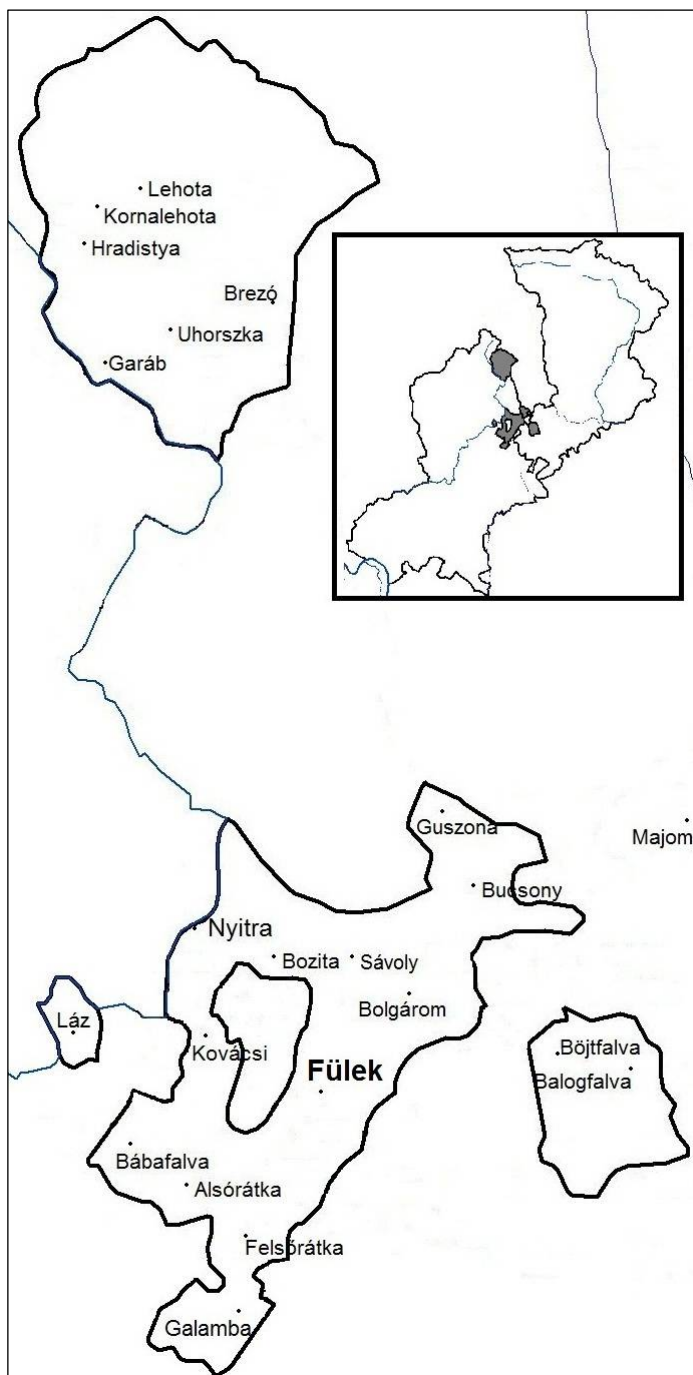 Lehota
Kornalehota
Hradistya
Brezó
Uhorszka
Garáb
Guszona
Majom
Bucsony
Nyitra
Bozita
Sávoly
Bolgárom
Láz
Kovácsi
Böjtfalva
Fülek
Balogfalva
Bábafalva
Alsórátka
Felsőrátka
Galamba